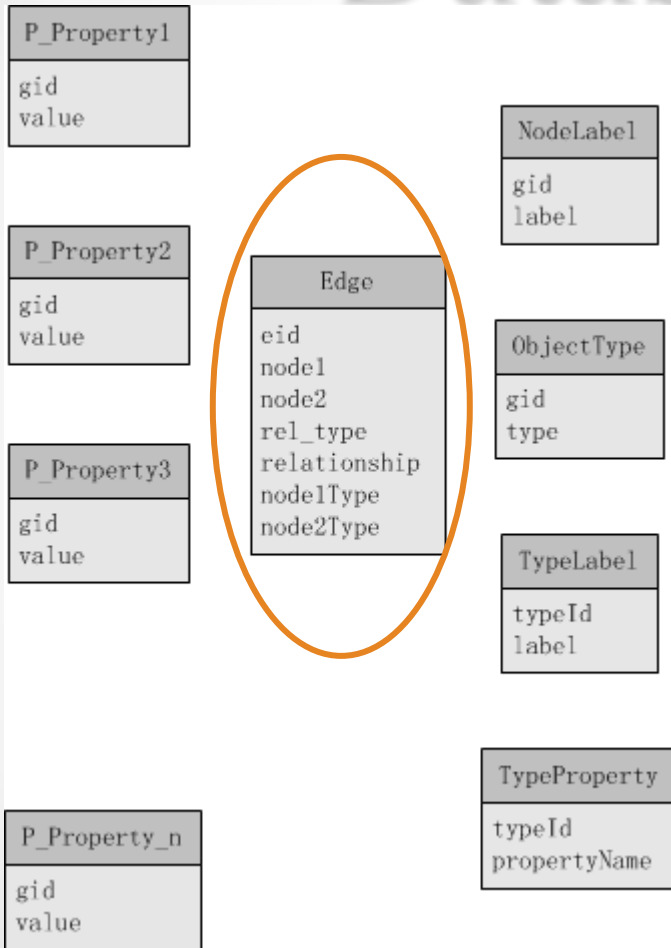 P_Property1
gid
value
P_Property2
gid
value
P_Property3
gid
value
P_Property_n
gid
value
Edge
eid
node1
node2
rel_type
relationship
node1Type
node2Type
NodeLabel
gid
label
ObjectType
gid
type
TypeLabel
typeId
label
TypeProperty
typeId
propertyName